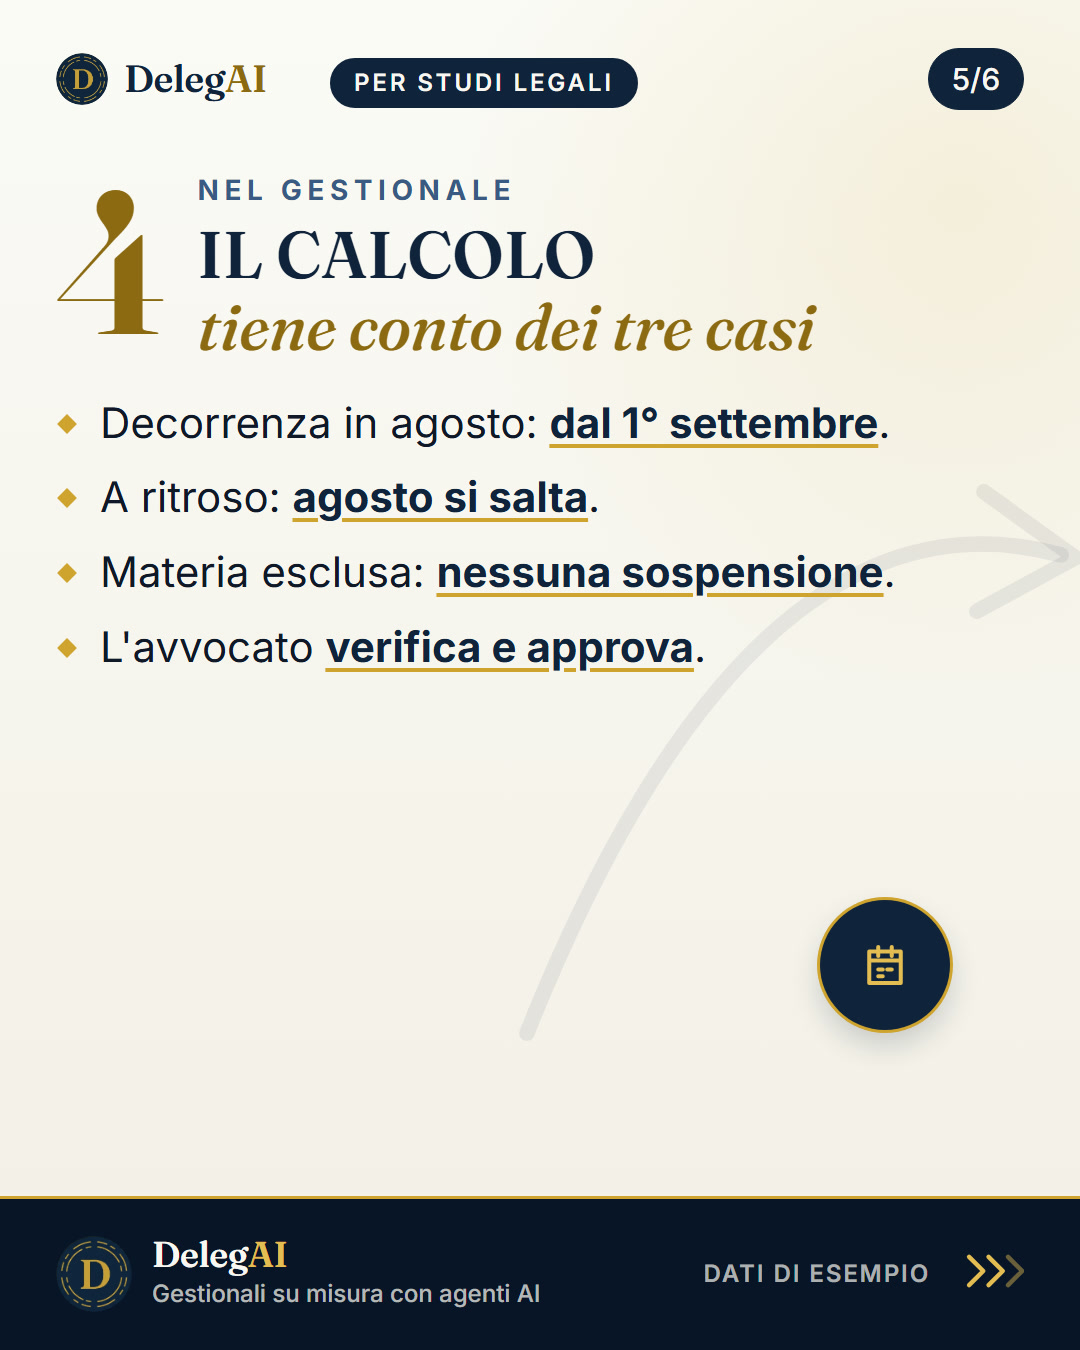 D DelegAI
PER STUDI LEGALI
5/6
4
NEL GESTIONALE
IL CALCOLO
tiene conto dei tre casi
Decorrenza in agosto: dal 1° settembre.
A ritroso: agosto si salta.
Materia esclusa: nessuna sospensione.
L'avvocato verifica e approva.
D DelegAI
Gestionali su misura con agenti AI
DATI DI ESEMPIO